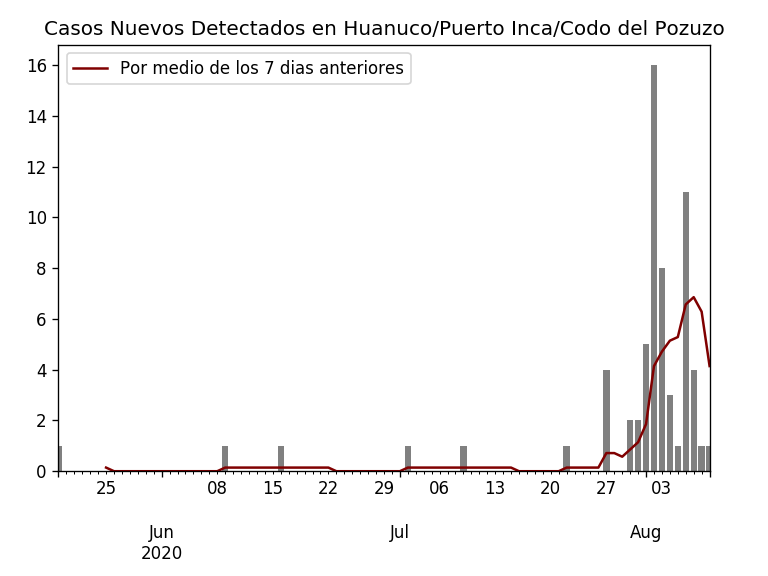 Casos Nuevos Detectados en Huanuco/Puerto Inca/Codo del Pozuzo
Por medio de los 7 dias anteriores
16
14
12
10
8
6
4
2
0
25 08 15 22 29 06 13 20 27 03
Jun Jul Aug
2020